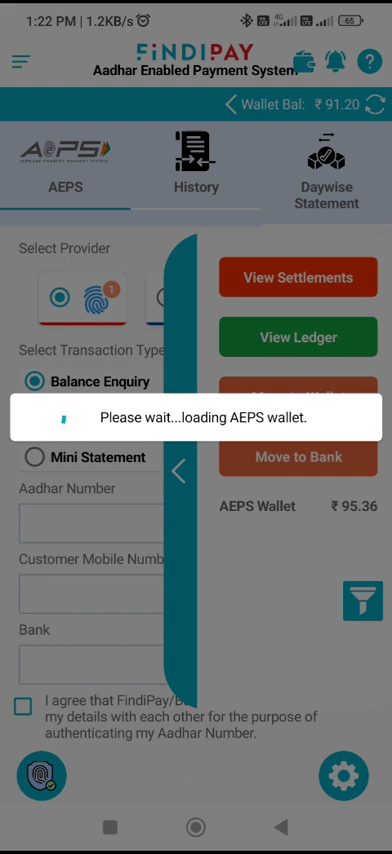 1:22 PM | 1.2KB/s
4G
65
FiNDiPAY
Aadhar Enabled Payment System
Wallet Bal: ₹ 91.20
AePS
AEPS
History
Daywise
Statement
Select Provider
1
View Settlements
View Ledger
Select Transaction Type
Balance Enquiry
Please wait...loading AEPS wallet.
Mini Statement
Move to Bank
Aadhar Number
AEPS Wallet ₹ 95.36
Customer Mobile Numb
Bank
I agree that FindiPay/B
my details with each other for the purpose of
authenticating my Aadhar Number.